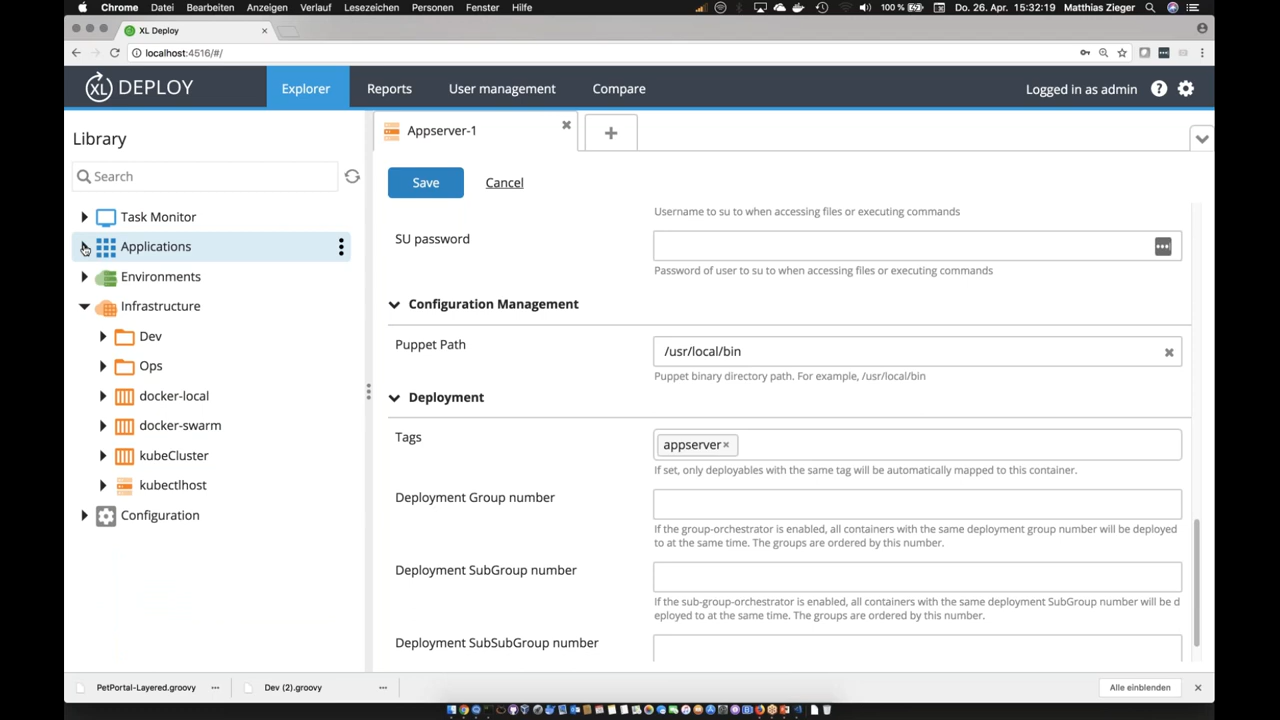 Chrome Datei Bearbeiten Anzeigen Verlauf Lesezeichen Personen Fenster Hilfe 100 % Do. 26. Apr. 15:32:19 Matthias Zieger
XL Deploy
localhost:4516/#/
XL DEPLOY Explorer Reports User management Compare Logged in as admin
Library
Search
Task Monitor
Applications
Environments
Infrastructure
Dev
Ops
docker-local
docker-swarm
kubeCluster
kubectlhost
Configuration
Appserver-1
Save Cancel
Username to su to when accessing files or executing commands
SU password
Password of user to su to when accessing files or executing commands
Configuration Management
Puppet Path /usr/local/bin
Puppet binary directory path. For example, /usr/local/bin
Deployment
Tags appserver
If set, only deployables with the same tag will be automatically mapped to this container.
Deployment Group number
If the group-orchestrator is enabled, all containers with the same deployment group number will be deployed
to at the same time. The groups are ordered by this number.
Deployment SubGroup number
If the sub-group-orchestrator is enabled, all containers with the same deployment SubGroup number will be d
eployed to at the same time. The groups are ordered by this number.
Deployment SubSubGroup number
PetPortal-Layered.groovy Dev (2).groovy Alle einblenden